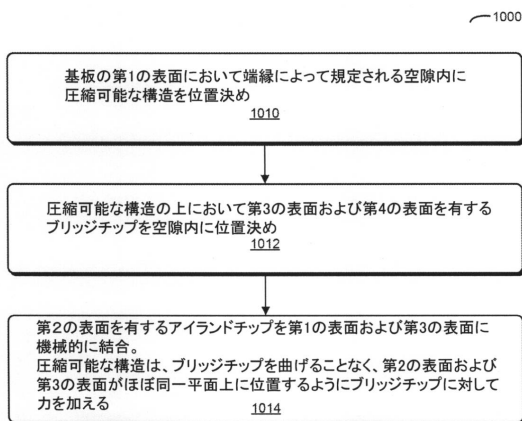 1000
基板の第1の表面において端縁によって規定される空隙内に
圧縮可能な構造を位置決め
1010
圧縮可能な構造の上において第3の表面および第4の表面を有する
ブリッジチップを空隙内に位置決め
1012
第2の表面を有するアイランドチップを第1の表面および第3の表面に
機械的に結合。
圧縮可能な構造は、ブリッジチップを曲げることなく、第2の表面および
第3の表面がほぼ同一平面上に位置するようにブリッジチップに対して
力を加える
1014